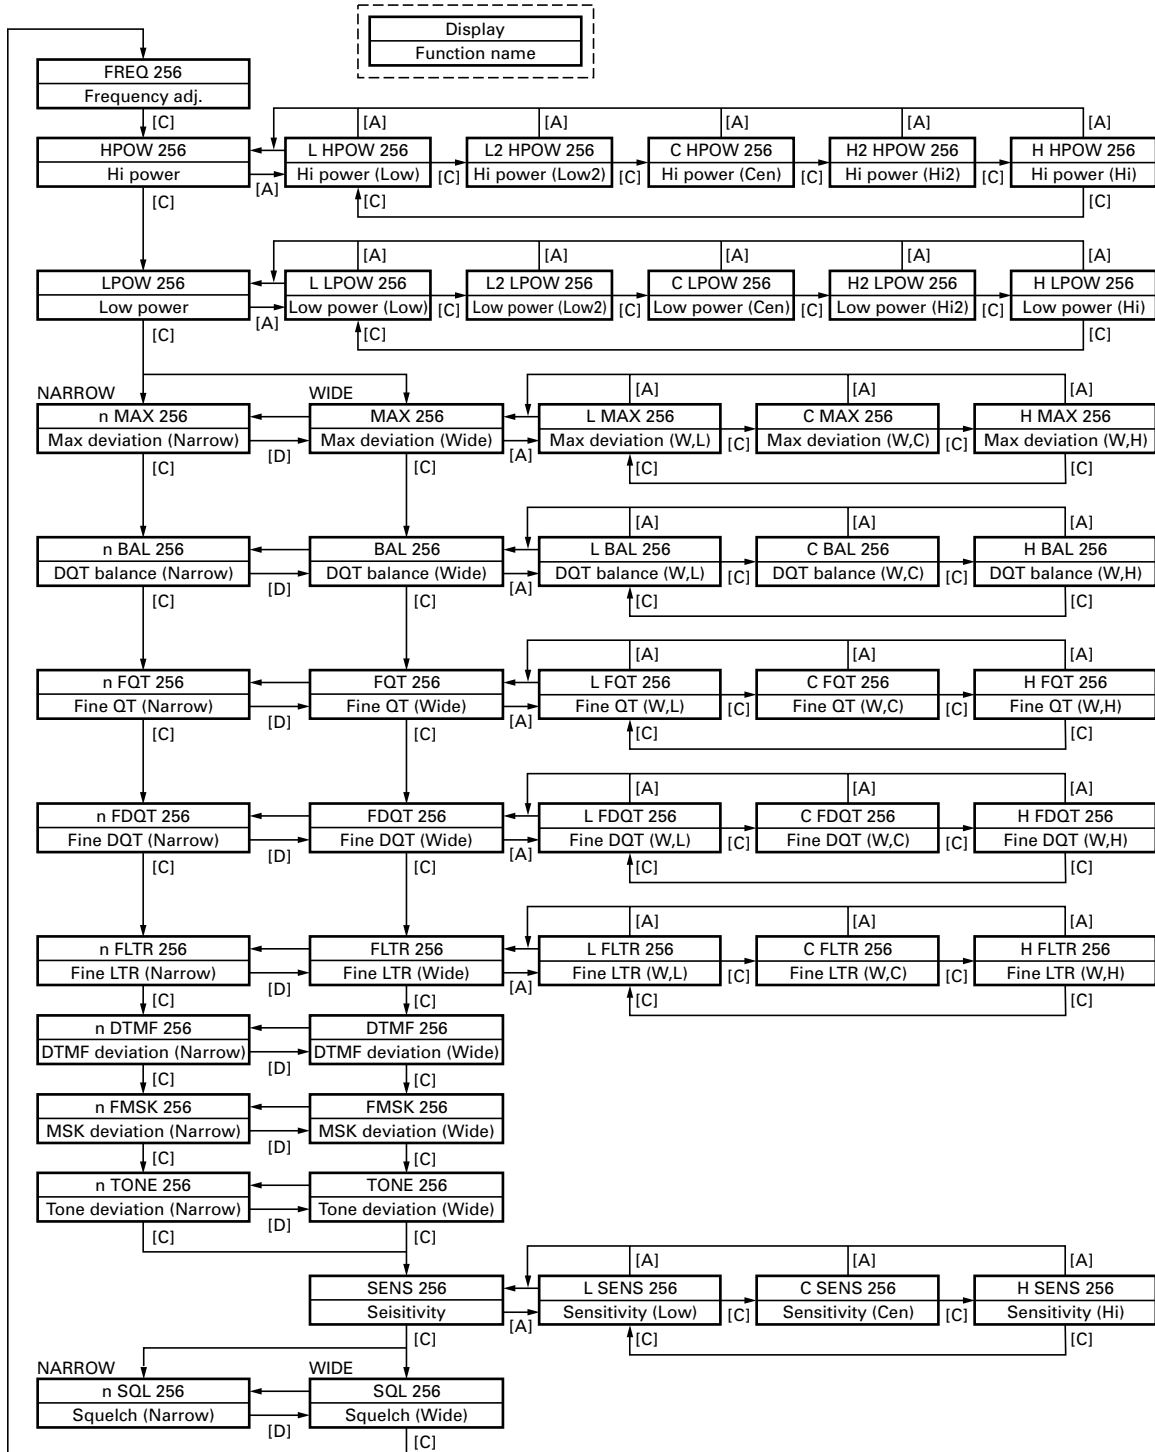 Display
Function name
FREQ 256
Frequency adj.
[C]
[A] [A] [A] [A] [A]
HPOW 256 L HPOW 256 L2 HPOW 256 C HPOW 256 H2 HPOW 256 H HPOW 256
Hi power Hi power (Low) Hi power (Low2) Hi power (Cen) Hi power (Hi2) Hi power (Hi)
[A] [C] [C] [C] [C]
[C] [C] [C]
[A] [A] [A] [A] [A]
LPOW 256 L LPOW 256 L2 LPOW 256 C LPOW 256 H2 LPOW 256 H LPOW 256
Low power Low power (Low) Low power (Low2) Low power (Cen) Low power (Hi2) Low power (Hi)
[A] [C] [C] [C] [C]
[C] [C] [C]
NARROW WIDE [A] [A] [A]
n MAX 256 MAX 256 L MAX 256 C MAX 256 H MAX 256
Max deviation (Narrow) Max deviation (Wide) Max deviation (W,L) Max deviation (W,C) Max deviation (W,H)
[D] [A] [C] [C]
[C] [C] [C] [C]
[A] [A] [A]
n BAL 256 BAL 256 L BAL 256 C BAL 256 H BAL 256
DQT balance (Narrow) DQT balance (Wide) DQT balance (W,L) DQT balance (W,C) DQT balance (W,H)
[D] [A] [C] [C]
[C] [C] [C] [C]
[A] [A] [A]
n FQT 256 FQT 256 L FQT 256 C FQT 256 H FQT 256
Fine QT (Narrow) Fine QT (Wide) Fine QT (W,L) Fine QT (W,C) Fine QT (W,H)
[D] [A] [C] [C]
[C] [C] [C] [C]
[A] [A] [A]
n FDQT 256 FDQT 256 L FDQT 256 C FDQT 256 H FDQT 256
Fine DQT (Narrow) Fine DQT (Wide) Fine DQT (W,L) Fine DQT (W,C) Fine DQT (W,H)
[D] [A] [C] [C]
[C] [C] [C] [C]
[A] [A] [A]
n FLTR 256 FLTR 256 L FLTR 256 C FLTR 256 H FLTR 256
Fine LTR (Narrow) Fine LTR (Wide) Fine LTR (W,L) Fine LTR (W,C) Fine LTR (W,H)
[D] [A] [C] [C]
[C] [C] [C] [C]
n DTMF 256 DTMF 256
DTMF deviation (Narrow) DTMF deviation (Wide)
[D]
[C] [C]
n FMSK 256 FMSK 256
MSK deviation (Narrow) MSK deviation (Wide)
[D]
[C] [C]
n TONE 256 TONE 256
Tone deviation (Narrow) Tone deviation (Wide)
[D]
[C] [C]
[A] [A] [A]
SENS 256 L SENS 256 C SENS 256 H SENS 256
Seisitivity Sensitivity (Low) Sensitivity (Cen) Sensitivity (Hi)
[A] [C] [C]
[C] [C] [C]
NARROW WIDE
n SQL 256 SQL 256
Squelch (Narrow) Squelch (Wide)
[D]
[C]